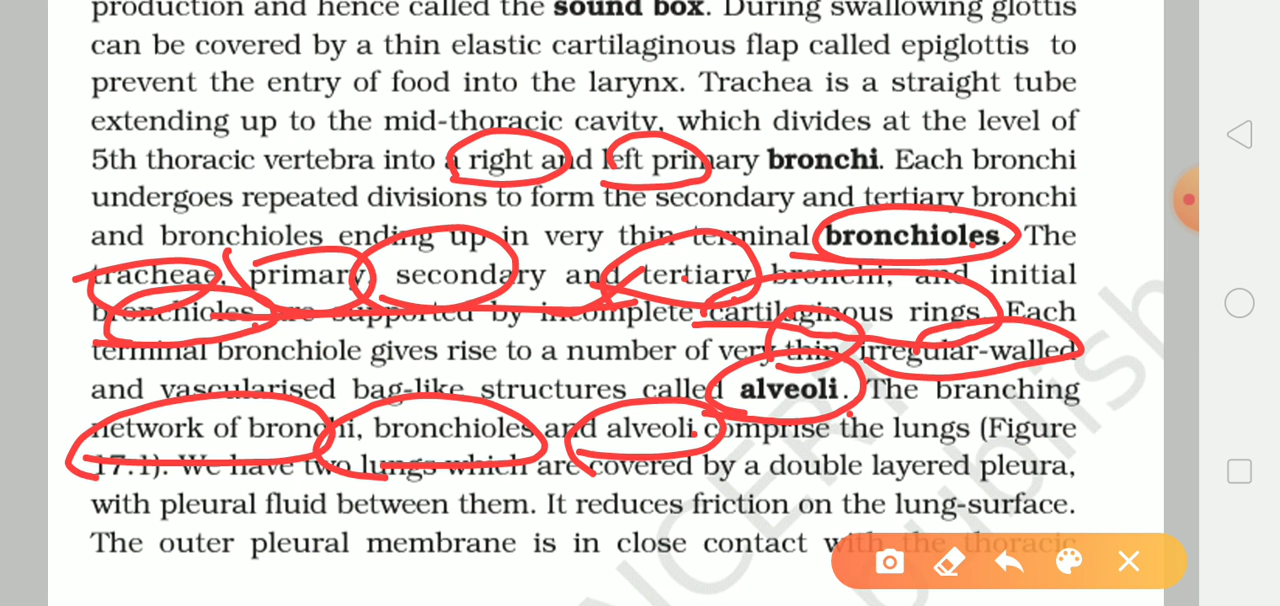 production and hence called the sound box. During swallowing glottis
can be covered by a thin elastic cartilaginous flap called epiglottis to
prevent the entry of food into the larynx. Trachea is a straight tube
extending up to the mid-thoracic cavity, which divides at the level of
5th thoracic vertebra into a right and left primary bronchi. Each bronchi
undergoes repeated divisions to form the secondary and tertiary bronchi
and bronchioles ending up in very thin terminal bronchioles. The
tracheae, primary, secondary and tertiary bronchi, and initial
bronchioles are supported by incomplete cartilaginous rings. Each
terminal bronchiole gives rise to a number of very thin, irregular-walled
and vascularised bag-like structures called alveoli. The branching
network of bronchi, bronchioles and alveoli comprise the lungs (Figure
17.1). We have two lungs which are covered by a double layered pleura,
with pleural fluid between them. It reduces friction on the lung-surface.
The outer pleural membrane is in close contact with the thoracic
NCERT
publish